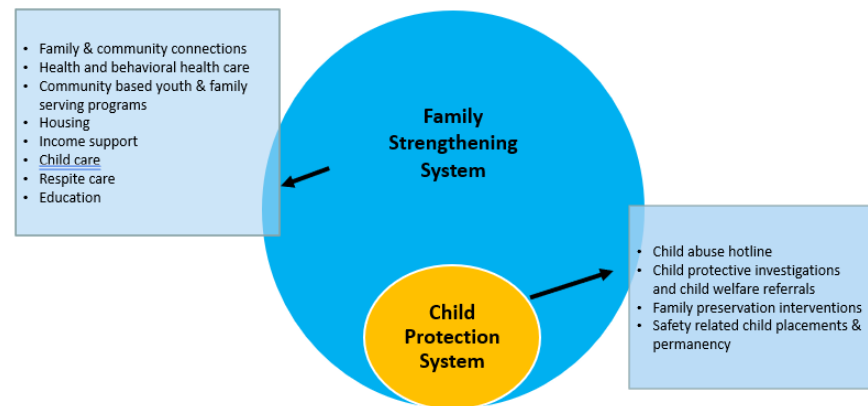 • Family & community connections
• Health and behavioral health care
• Community based youth & family
serving programs
• Housing
• Income support
• Child care
• Respite care
• Education
Family
Strengthening
System
• Child abuse hotline
• Child protective investigations
and child welfare referrals
• Family preservation interventions
• Safety related child placements &
permanency
Child
Protection
System